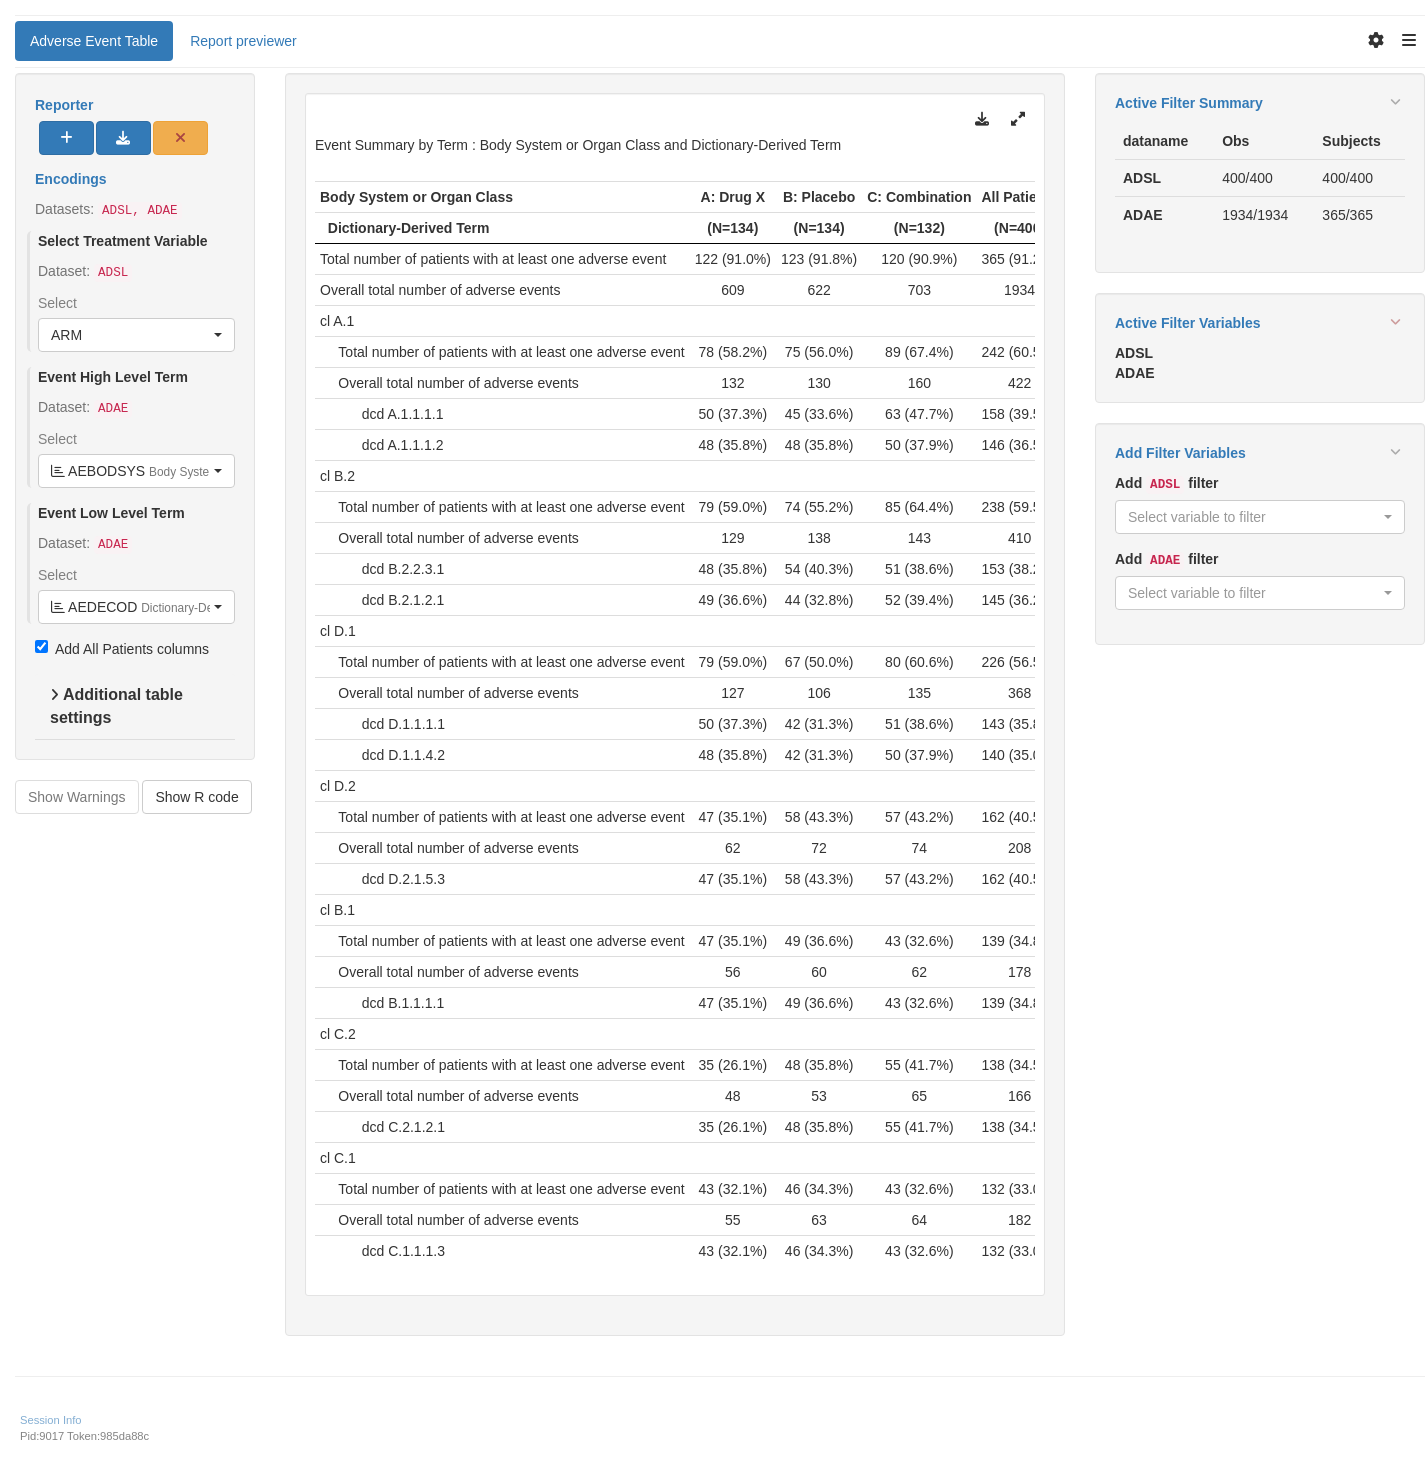 Adverse Event Table
Report previewer
Reporter
Encodings
Datasets: ADSL, ADAE
Select Treatment Variable
Dataset: ADSL
Select
ARM
Event High Level Term
Dataset: ADAE
Select
AEBODSYS Body Syste
Event Low Level Term
Dataset: ADAE
Select
AEDECOD Dictionary-De
Add All Patients columns
Additional table
settings
Show Warnings
Show R code
Event Summary by Term : Body System or Organ Class and Dictionary-Derived Term
Body System or Organ Class A: Drug X B: Placebo C: Combination All Patie
Dictionary-Derived Term (N=134) (N=134) (N=132) (N=400
Total number of patients with at least one adverse event 122 (91.0%) 123 (91.8%) 120 (90.9%) 365 (91.2
Overall total number of adverse events 609 622 703 1934
cl A.1
Total number of patients with at least one adverse event 78 (58.2%) 75 (56.0%) 89 (67.4%) 242 (60.5
Overall total number of adverse events 132 130 160 422
dcd A.1.1.1.1 50 (37.3%) 45 (33.6%) 63 (47.7%) 158 (39.5
dcd A.1.1.1.2 48 (35.8%) 48 (35.8%) 50 (37.9%) 146 (36.5
cl B.2
Total number of patients with at least one adverse event 79 (59.0%) 74 (55.2%) 85 (64.4%) 238 (59.5
Overall total number of adverse events 129 138 143 410
dcd B.2.2.3.1 48 (35.8%) 54 (40.3%) 51 (38.6%) 153 (38.2
dcd B.2.1.2.1 49 (36.6%) 44 (32.8%) 52 (39.4%) 145 (36.2
cl D.1
Total number of patients with at least one adverse event 79 (59.0%) 67 (50.0%) 80 (60.6%) 226 (56.5
Overall total number of adverse events 127 106 135 368
dcd D.1.1.1.1 50 (37.3%) 42 (31.3%) 51 (38.6%) 143 (35.8
dcd D.1.1.4.2 48 (35.8%) 42 (31.3%) 50 (37.9%) 140 (35.0
cl D.2
Total number of patients with at least one adverse event 47 (35.1%) 58 (43.3%) 57 (43.2%) 162 (40.5
Overall total number of adverse events 62 72 74 208
dcd D.2.1.5.3 47 (35.1%) 58 (43.3%) 57 (43.2%) 162 (40.5
cl B.1
Total number of patients with at least one adverse event 47 (35.1%) 49 (36.6%) 43 (32.6%) 139 (34.8
Overall total number of adverse events 56 60 62 178
dcd B.1.1.1.1 47 (35.1%) 49 (36.6%) 43 (32.6%) 139 (34.8
cl C.2
Total number of patients with at least one adverse event 35 (26.1%) 48 (35.8%) 55 (41.7%) 138 (34.5
Overall total number of adverse events 48 53 65 166
dcd C.2.1.2.1 35 (26.1%) 48 (35.8%) 55 (41.7%) 138 (34.5
cl C.1
Total number of patients with at least one adverse event 43 (32.1%) 46 (34.3%) 43 (32.6%) 132 (33.0
Overall total number of adverse events 55 63 64 182
dcd C.1.1.1.3 43 (32.1%) 46 (34.3%) 43 (32.6%) 132 (33.0
Active Filter Summary
dataname Obs Subjects
ADSL 400/400 400/400
ADAE 1934/1934 365/365
Active Filter Variables
ADSL
ADAE
Add Filter Variables
Add ADSL filter
Select variable to filter
Add ADAE filter
Select variable to filter
Session Info
Pid:9017 Token:985da88c